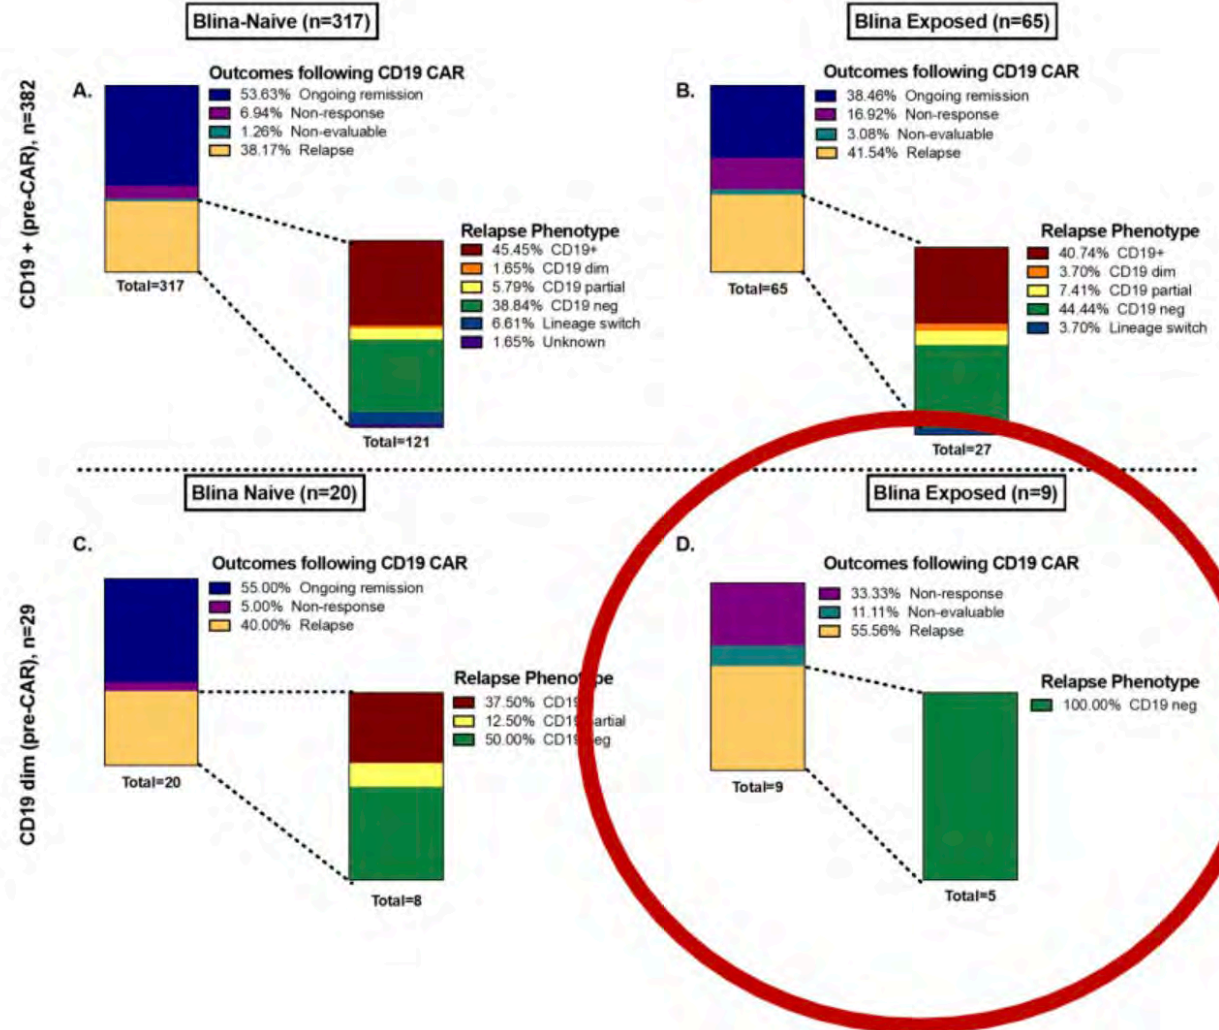 Blina-Naive (n=317)
Blina Exposed (n=65)
CD19 + (pre-CAR), n=382
A.
Outcomes following CD19 CAR
53.63% Ongoing remission
6.94% Non-response
1.26% Non-evaluable
38.17% Relapse
Total=317
Relapse Phenotype
45.45% CD19+
1.65% CD19 dim
5.79% CD19 partial
38.84% CD19 neg
6.61% Lineage switch
1.65% Unknown
Total=121
B.
Outcomes following CD19 CAR
38.46% Ongoing remission
16.92% Non-response
3.08% Non-evaluable
41.54% Relapse
Total=65
Relapse Phenotype
40.74% CD19+
3.70% CD19 dim
7.41% CD19 partial
44.44% CD19 neg
3.70% Lineage switch
Total=27
Blina Naive (n=20)
Blina Exposed (n=9)
CD19 dim (pre-CAR), n=29
C.
Outcomes following CD19 CAR
55.00% Ongoing remission
5.00% Non-response
40.00% Relapse
Total=20
Relapse Phenotype
37.50%
12.50% CD19 partial
50.00% CD19 neg
Total=8
D.
Outcomes following CD19 CAR
33.33% Non-response
11.11% Non-evaluable
55.56% Relapse
Total=9
Relapse Phenotype
100.00% CD19 neg
Total=5